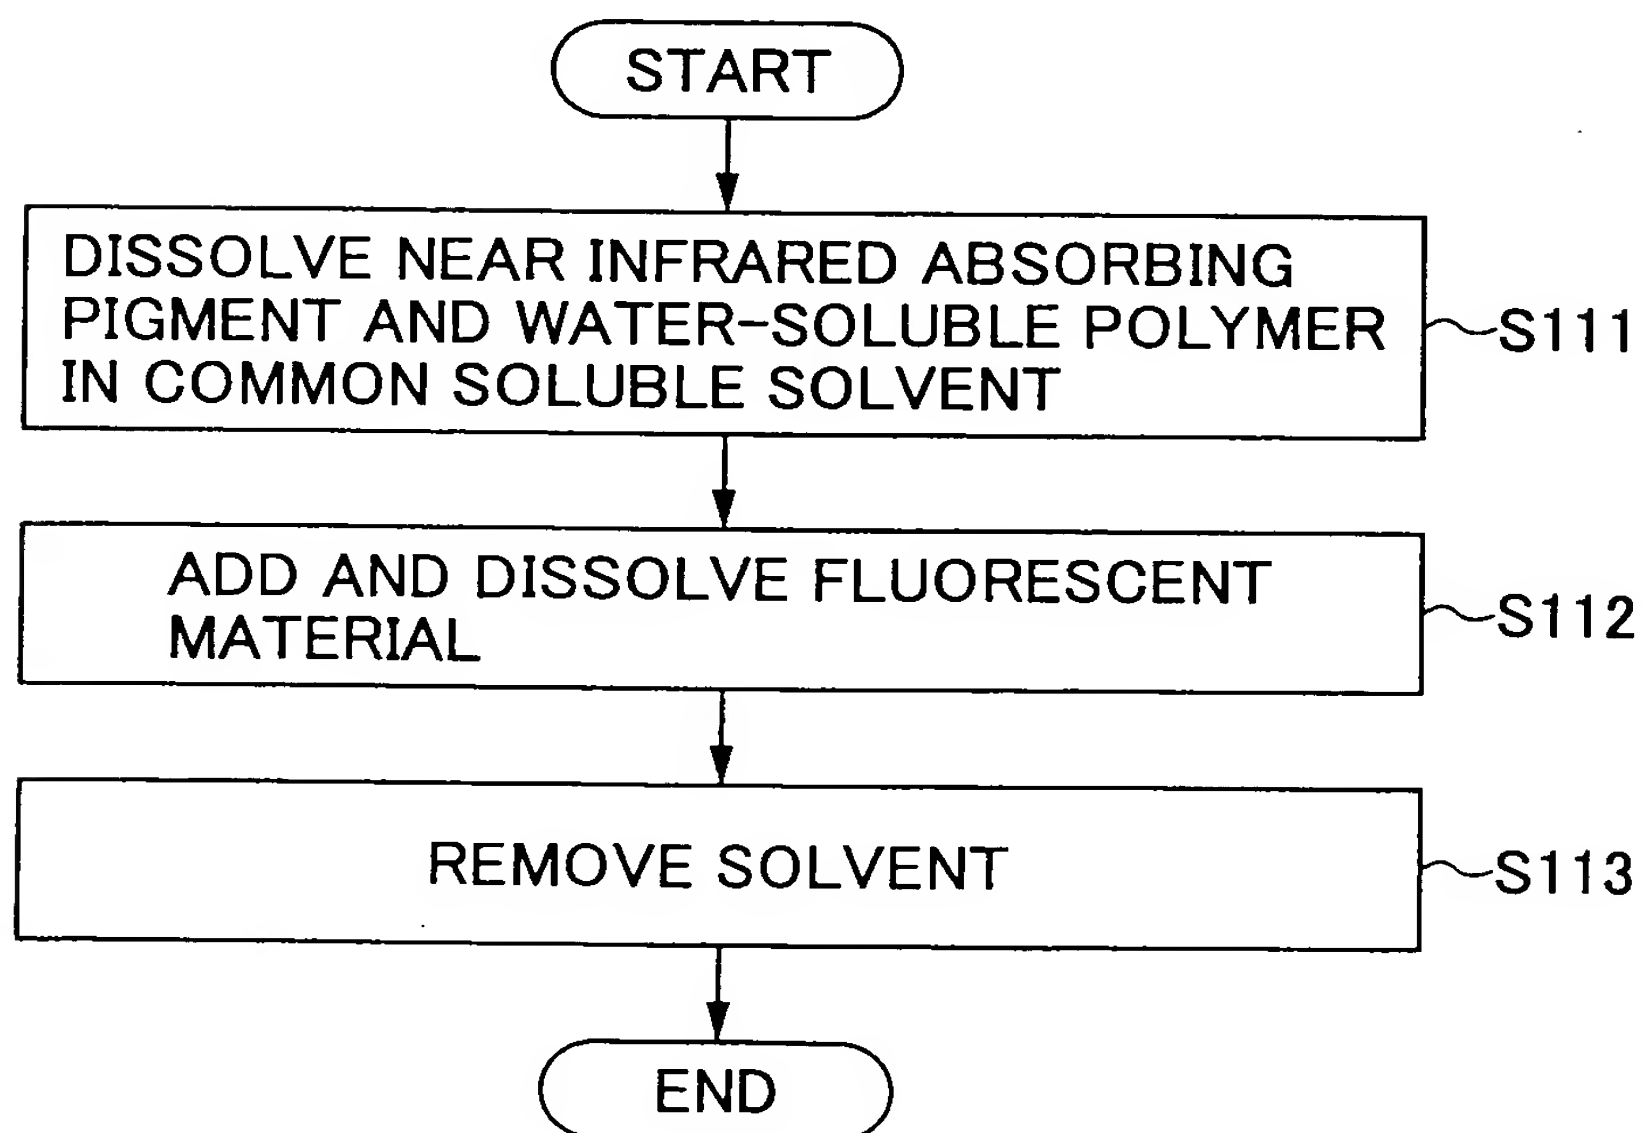 START
DISSOLVE NEAR INFRARED ABSORBING
PIGMENT AND WATER-SOLUBLE POLYMER
IN COMMON SOLUBLE SOLVENT
S111
ADD AND DISSOLVE FLUORESCENT
MATERIAL
S112
REMOVE SOLVENT
S113
END